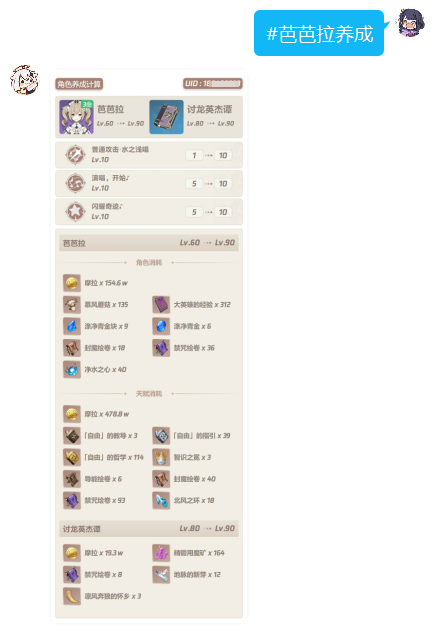 #芭芭拉养成
角色养成计算
UID : 18
芭芭拉
Lv.60 ··→ Lv.90
讨龙英杰谭
Lv.80 ··→ Lv.90
普通攻击·水之浅唱
Lv.10
1 ··→ 10
演唱，开始♪
Lv.10
5 ··→ 10
闪耀奇迹♪
Lv.10
5 ··→ 10
芭芭拉
Lv.60 ··→ Lv.90
角色消耗
摩拉 x 154.6 w
慕风蘑菇 x 135
大英雄的经验 x 312
涤净青金块 x 9
涤净青金 x 6
封魔绘卷 x 18
禁咒绘卷 x 36
净水之心 x 40
天赋消耗
摩拉 x 478.8 w
「自由」的教导 x 3
「自由」的指引 x 39
「自由」的哲学 x 114
智识之冕 x 3
导能绘卷 x 6
封魔绘卷 x 40
禁咒绘卷 x 93
北风之环 x 18
讨龙英杰谭
Lv.80 ··→ Lv.90
摩拉 x 19.3 w
精锻用魔矿 x 164
禁咒绘卷 x 8
地脉的新芽 x 12
凛风奔狼的怀乡 x 3